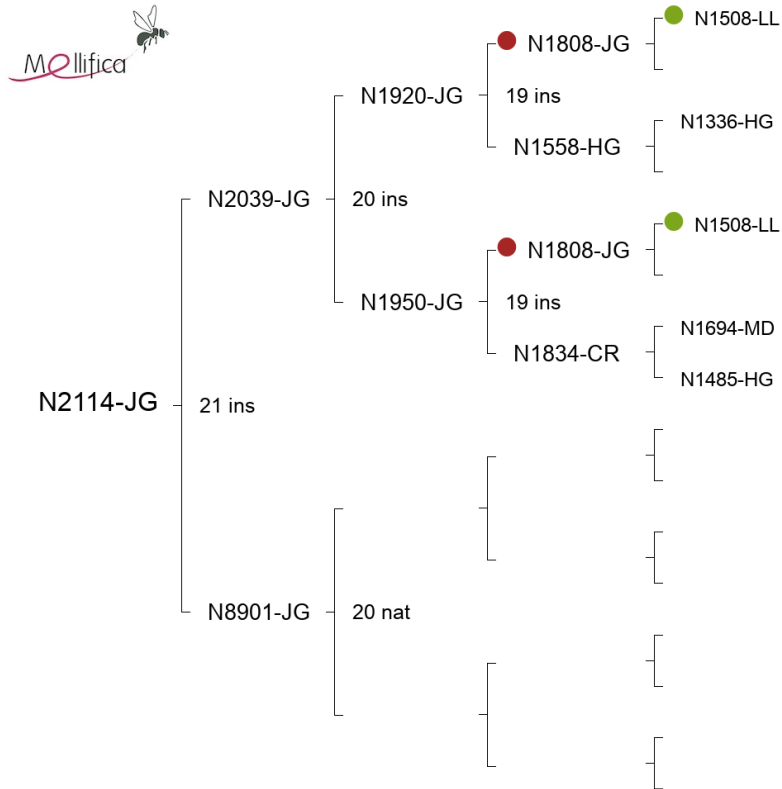 Mellifica
N1508-LL
N1808-JG
N1920-JG
19 ins
N1336-HG
N1558-HG
N2039-JG
20 ins
N1508-LL
N1808-JG
N1950-JG
19 ins
N1694-MD
N1834-CR
N1485-HG
N2114-JG
21 ins
N8901-JG
20 nat